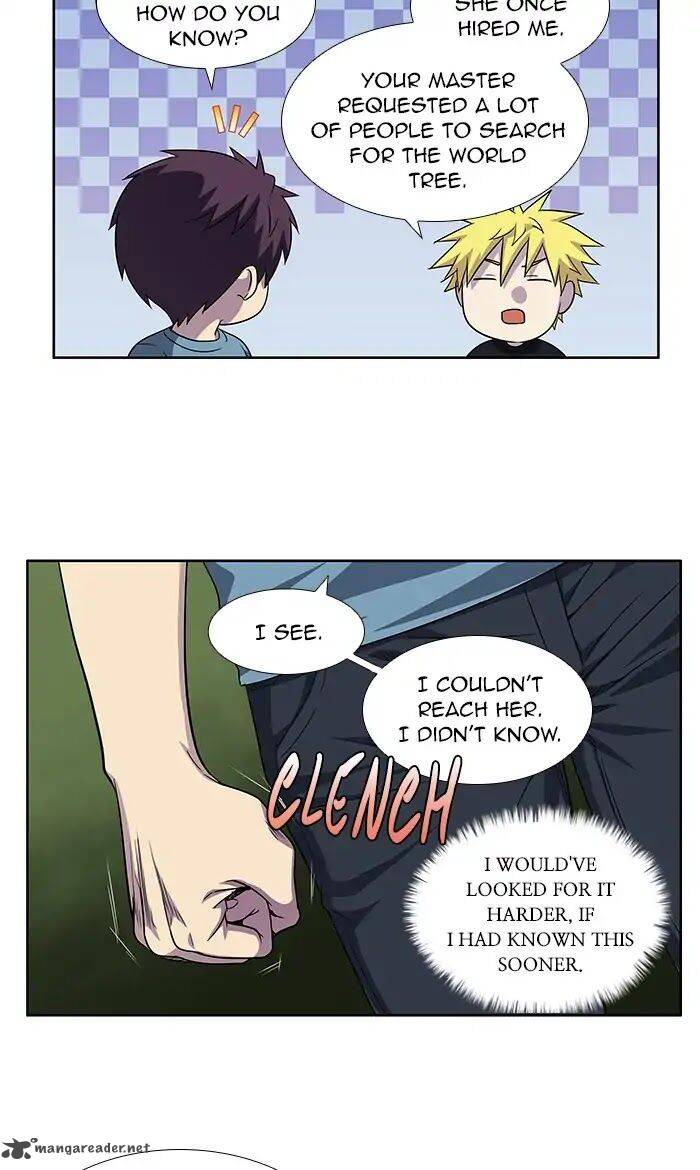 HOW DO YOU
KNOW?
SHE ONCE
HIRED ME.
YOUR MASTER
REQUESTED A LOT
OF PEOPLE TO SEARCH
FOR THE WORLD
TREE.
I SEE.
I COULDN'T
REACH HER.
I DIDN'T KNOW.
CLENCH
I WOULD'VE
LOOKED FOR IT
HARDER, IF
I HAD KNOWN THIS
SOONER.
mangareader.net